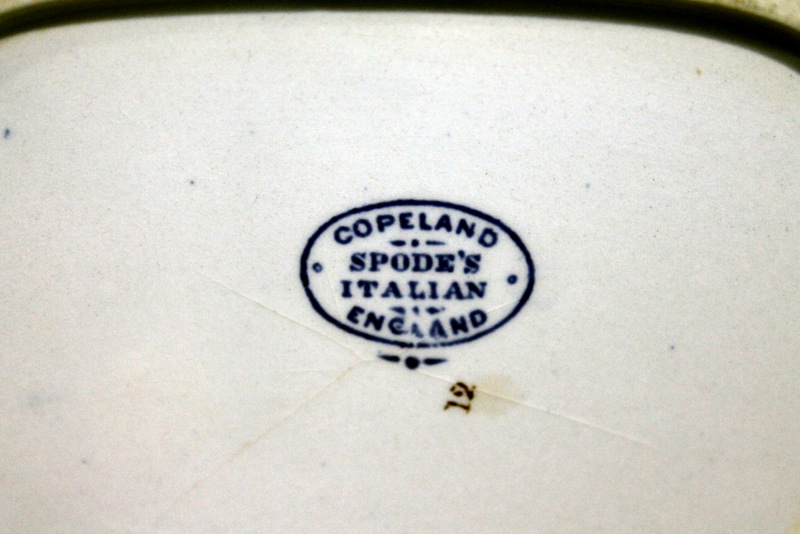 COPELAND
SPODE'S
ITALIAN
ENGLAND
12